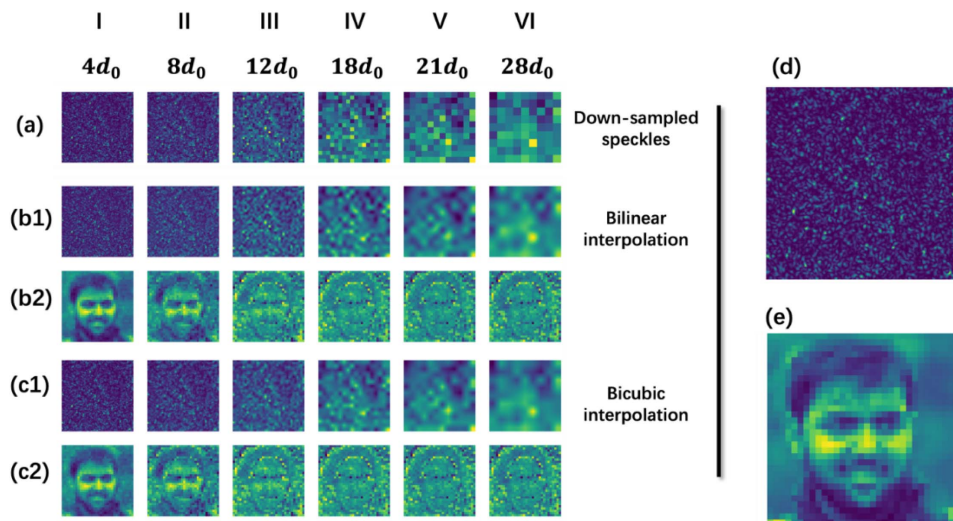 I II III IV V VI
4d₀ 8d₀ 12d₀ 18d₀ 21d₀ 28d₀
(d)
(a)
Down-sampled
speckles
(b1)
Bilinear
interpolation
(b2)
(e)
(c1)
Bicubic
interpolation
(c2)